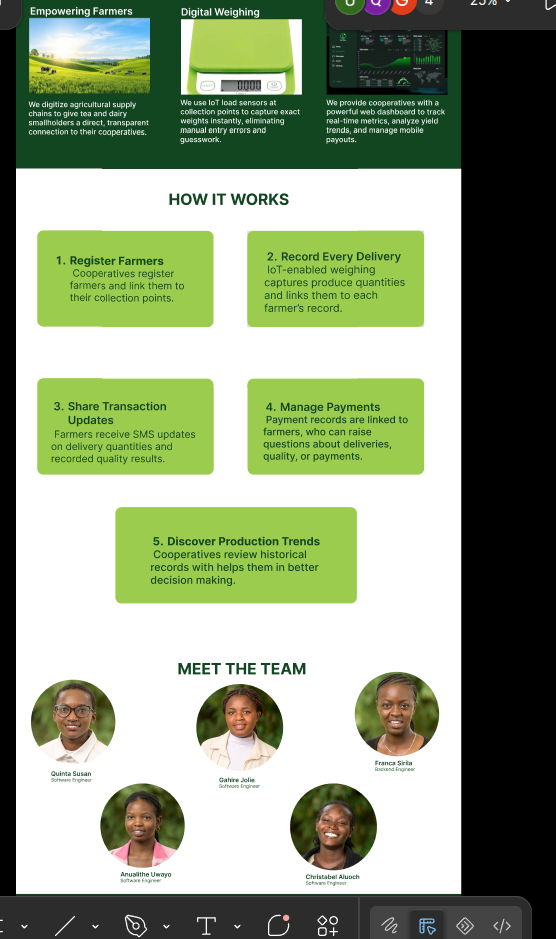 U Q G 4 25%
Empowering Farmers
Digital Weighing
We digitize agricultural supply
chains to give tea and dairy
smallholders a direct, transparent
connection to their cooperatives.
We use IoT load sensors at
collection points to capture exact
weights instantly, eliminating
manual entry errors and
guesswork.
We provide cooperatives with a
powerful web dashboard to track
real-time metrics, analyze yield
trends, and manage mobile
payouts.
HOW IT WORKS
1. Register Farmers
Cooperatives register
farmers and link them to
their collection points.
2. Record Every Delivery
IoT-enabled weighing
captures produce quantities
and links them to each
farmer's record.
3. Share Transaction
Updates
Farmers receive SMS updates
on delivery quantities and
recorded quality results.
4. Manage Payments
Payment records are linked to
farmers, who can raise
questions about deliveries,
quality, or payments.
5. Discover Production Trends
Cooperatives review historical
records with helps them in better
decision making.
MEET THE TEAM
Quinta Susan
Software Engineer
Gahire Jolie
Software Engineer
Franca Sirila
Backend Engineer
Anualithe Uwayo
Software Engineer
Christabel Aluoch
Software Engineer